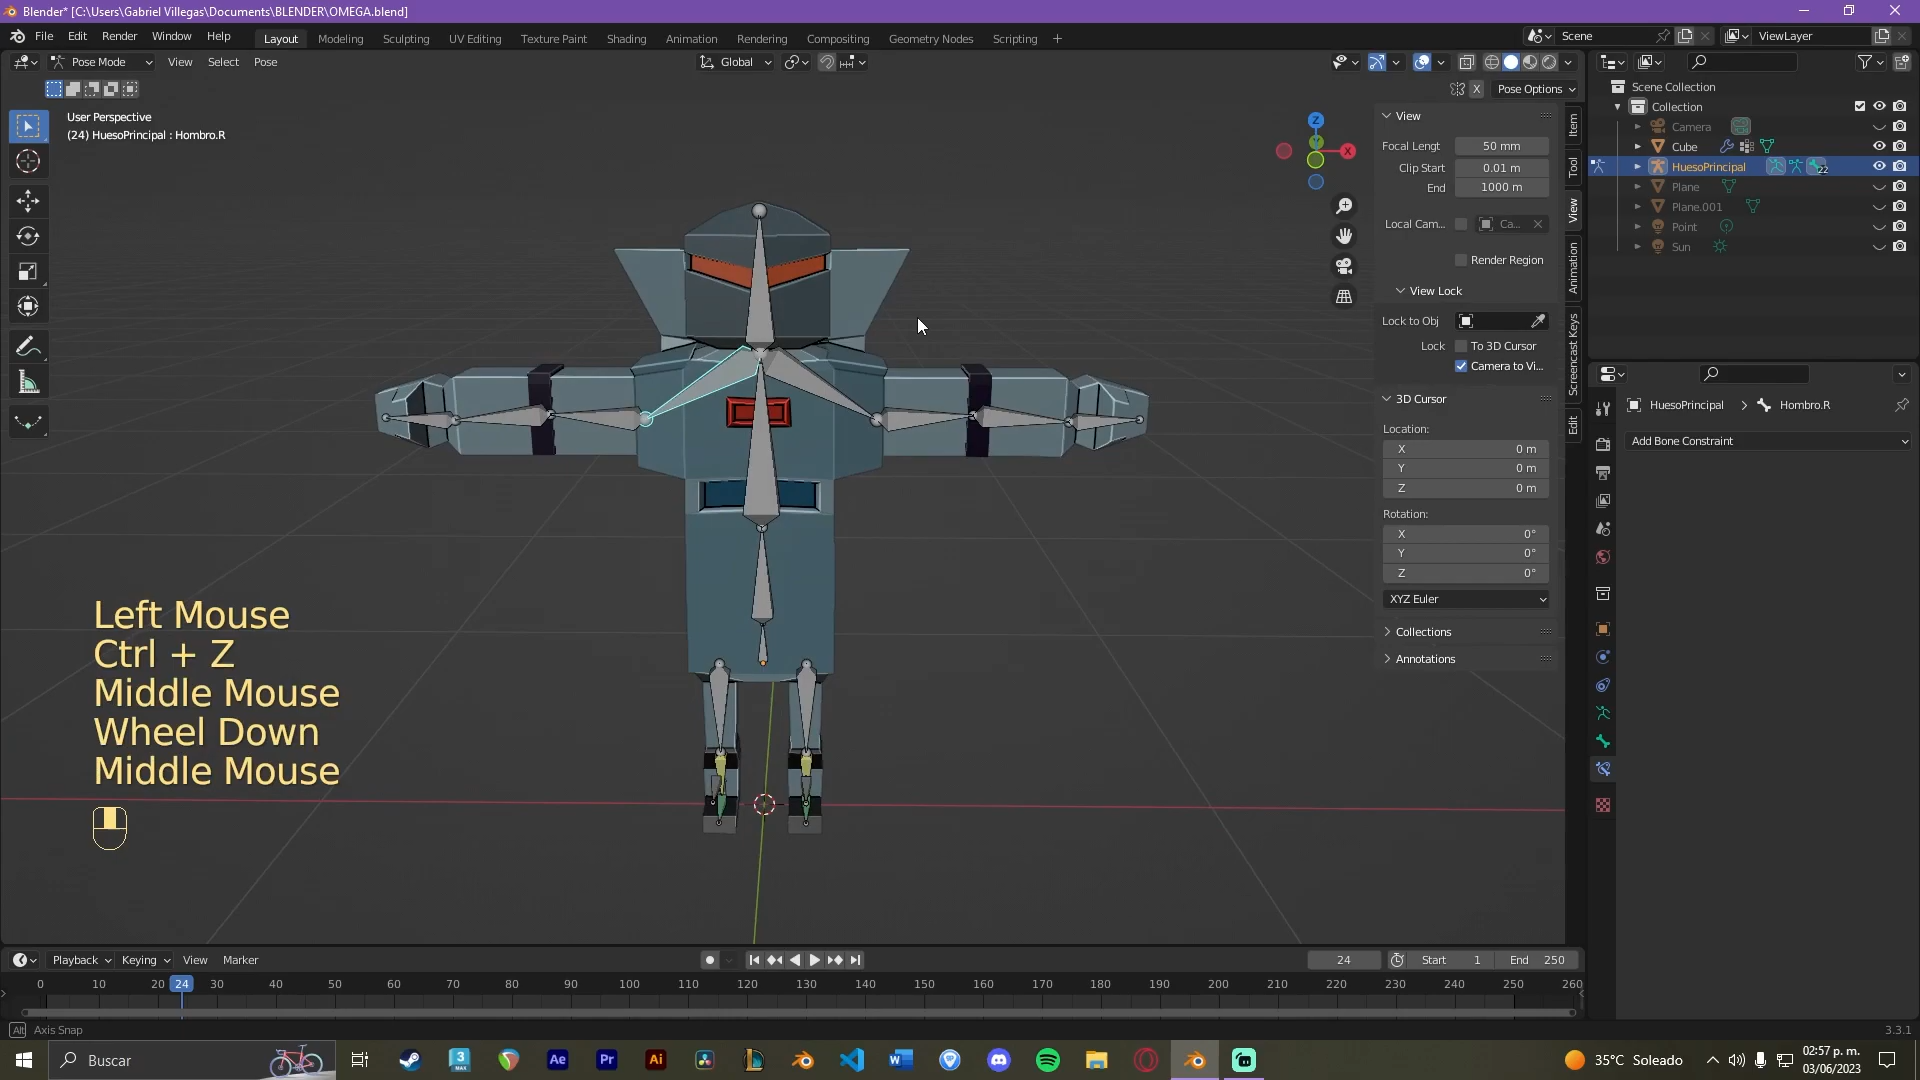 Blender* [C:\Users\Gabriel Villegas\Documents\BLENDER\OMEGA.blend]
File Edit Render Window Help
Layout Modeling Sculpting UV Editing Texture Paint Shading Animation Rendering Compositing Geometry Nodes Scripting +
Scene
ViewLayer
Pose Mode View Select Pose
Global
X Pose Options
User Perspective
(24) HuesoPrincipal : Hombro.R
Z
Y
X
View
Focal Lengt 50 mm
Clip Start 0.01 m
End 1000 m
Local Cam... Ca...
Render Region
View Lock
Lock to Obj
Lock To 3D Cursor
Camera to Vi...
3D Cursor
Location:
X 0 m
Y 0 m
Z 0 m
Rotation:
X 0°
Y 0°
Z 0°
XYZ Euler
Collections
Annotations
Item
Tool
View
Animation
Screencast Keys
Edit
Scene Collection
Collection
Camera
Cube
HuesoPrincipal 22
Plane
Plane.001
Point
Sun
HuesoPrincipal > Hombro.R
Add Bone Constraint
Left Mouse
Ctrl + Z
Middle Mouse
Wheel Down
Middle Mouse
Playback Keying View Marker
24 Start 1 End 250
0 10 20 24 30 40 50 60 70 80 90 100 110 120 130 140 150 160 170 180 190 200 210 220 230 240 250 260
Alt Axis Snap
3.3.1
Buscar
3 MAX
Ae
Pr
Ai
35°C Soleado
02:57 p. m.
03/06/2023